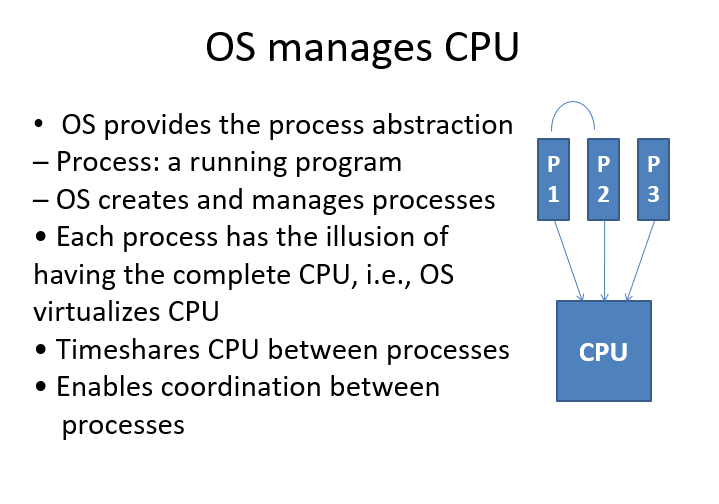 OS manages CPU
• OS provides the process abstraction
– Process: a running program
– OS creates and manages processes
• Each process has the illusion of
having the complete CPU, i.e., OS
virtualizes CPU
• Timeshares CPU between processes
• Enables coordination between
processes
P P P
1 2 3
CPU